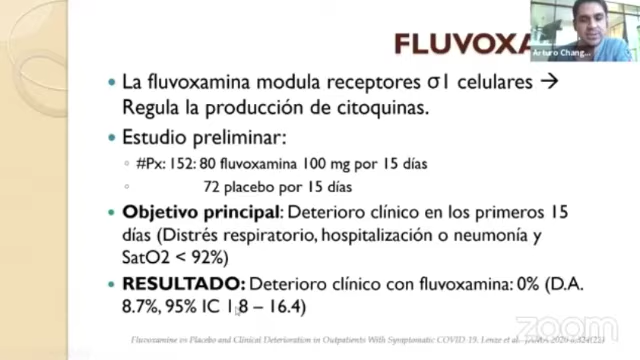 FLUVOXA
Arturo Chang
• La fluvoxamina modula receptores σ1 celulares →
Regula la producción de citoquinas.
• Estudio preliminar:
◦ #Px: 152: 80 fluvoxamina 100 mg por 15 días
◦ 72 placebo por 15 días
• Objetivo principal: Deterioro clínico en los primeros 15
días (Distrés respiratorio, hospitalización o neumonía y
SatO2 < 92%)
• RESULTADO: Deterioro clínico con fluvoxamina: 0% (D.A.
8.7%, 95% IC 1.8 – 16.4)
zoom
Fluvoxamine vs Placebo and Clinical Deterioration in Outpatients With Symptomatic COVID-19. Lenze et al. JAMA 2020